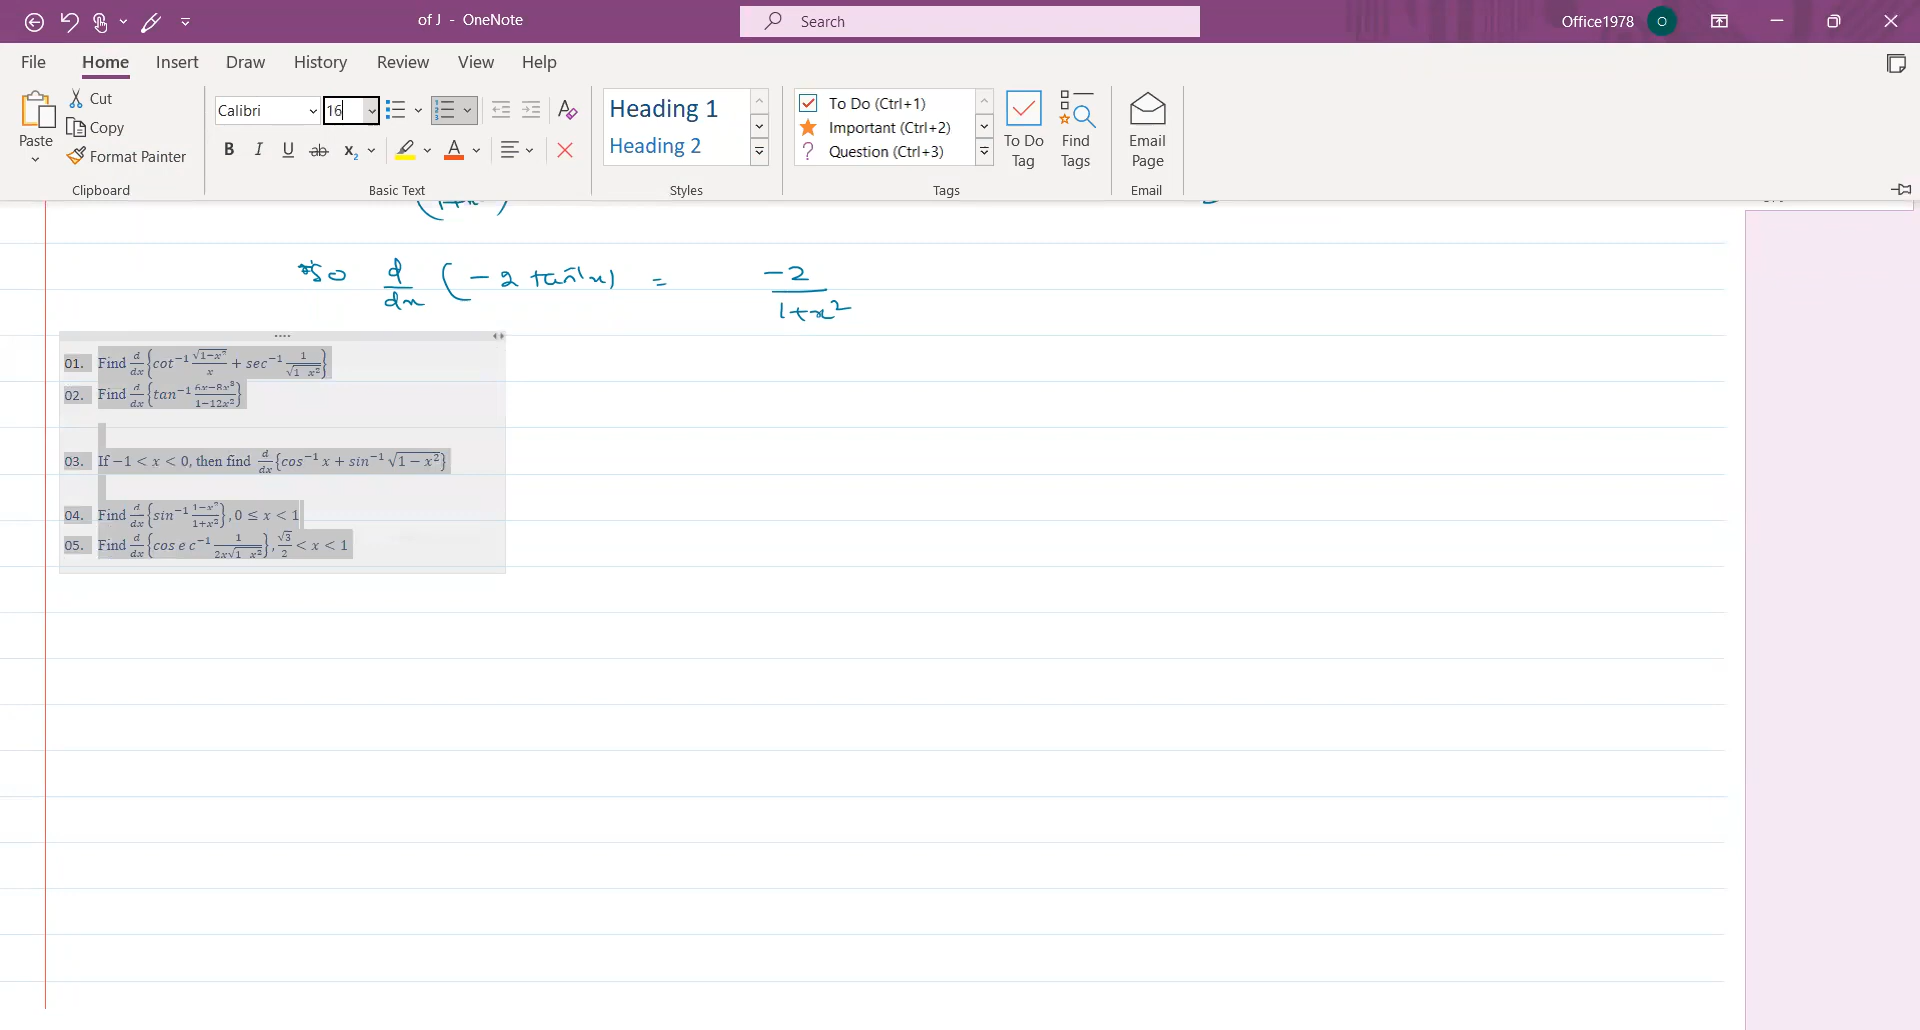 of J - OneNote
Search
Office1978
O
File Home Insert Draw History Review View Help
Paste
Cut
Copy
Format Painter
Clipboard
Calibri 16
B I U ab x₂ A
Basic Text
Heading 1
Heading 2
Styles
To Do (Ctrl+1)
Important (Ctrl+2)
Question (Ctrl+3)
To Do Tag
Find Tags
Tags
Email Page
Email
(1+x )
so d/dx (-2 tan⁻¹x) = -2/(1+x²)
01. Find d/dx{cot⁻¹ √(1−x²)/x + sec⁻¹ 1/√(1 x²)}
02. Find d/dx{tan⁻¹ (6x−8x³)/(1−12x²)}
03. If −1 < x < 0, then find d/dx{cos⁻¹ x + sin⁻¹ √(1 − x²)}
04. Find d/dx{sin⁻¹ (1−x²)/(1+x²)}, 0 ≤ x < 1
05. Find d/dx{cos e c⁻¹ 1/(2x√(1 x²))}, √3/2 < x < 1